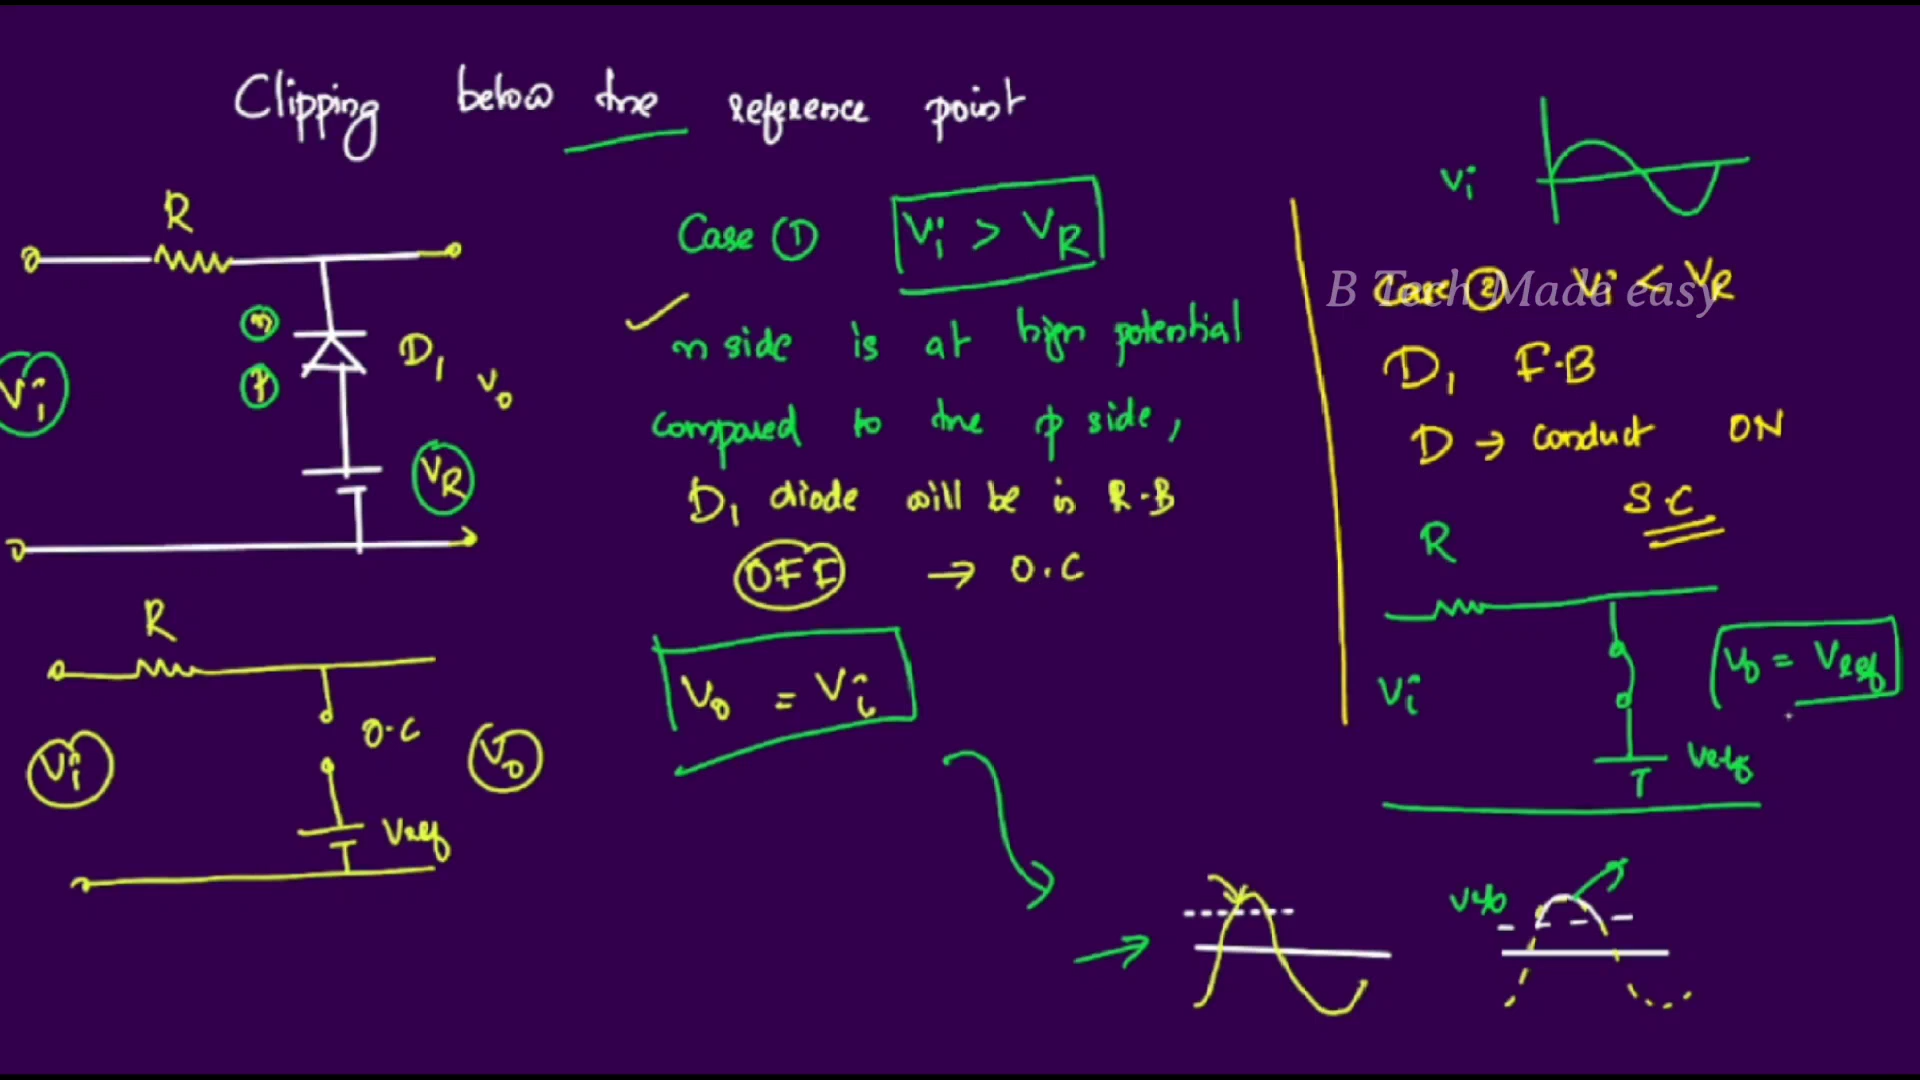 Clipping below the reference point
R
n
p
D1
Vi
Vo
VR
R
O.C
Vi
Vo
Vref
Case ① Vi > VR
n side is at high potential
compared to the p side,
D1 diode will be in R.B
OFF → O.C
Vo = Vi
Vi
B Tech Made easy
Case ② Vi < VR
D1 F.B
D → Conduct ON
S.C
R
Vi
Vo = Vref
Vref